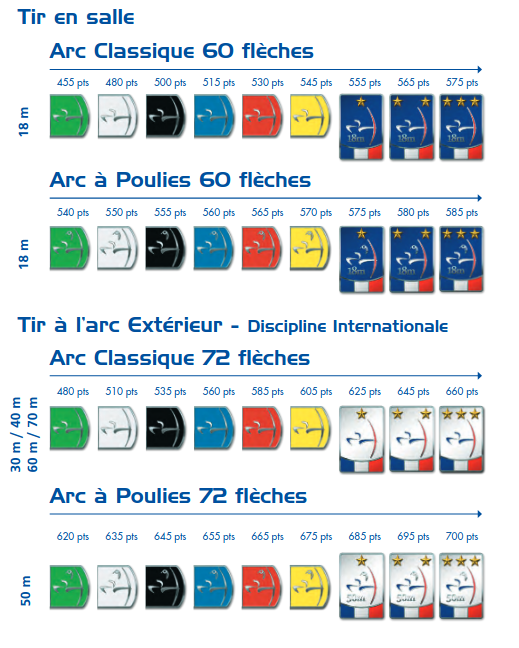 Tir en salle
Arc Classique 60 flèches
455 pts 480 pts 500 pts 515 pts 530 pts 545 pts 555 pts 565 pts 575 pts
18 m
18m 18m 18m
Arc à Poulies 60 flèches
540 pts 550 pts 555 pts 560 pts 565 pts 570 pts 575 pts 580 pts 585 pts
18 m
18m 18m 18m
Tir à l'arc Extérieur - Discipline Internationale
Arc Classique 72 flèches
480 pts 510 pts 535 pts 560 pts 585 pts 605 pts 625 pts 645 pts 660 pts
30 m / 40 m
60 m / 70 m
Arc à Poulies 72 flèches
620 pts 635 pts 645 pts 655 pts 665 pts 675 pts 685 pts 695 pts 700 pts
50 m
50m 50m 50m